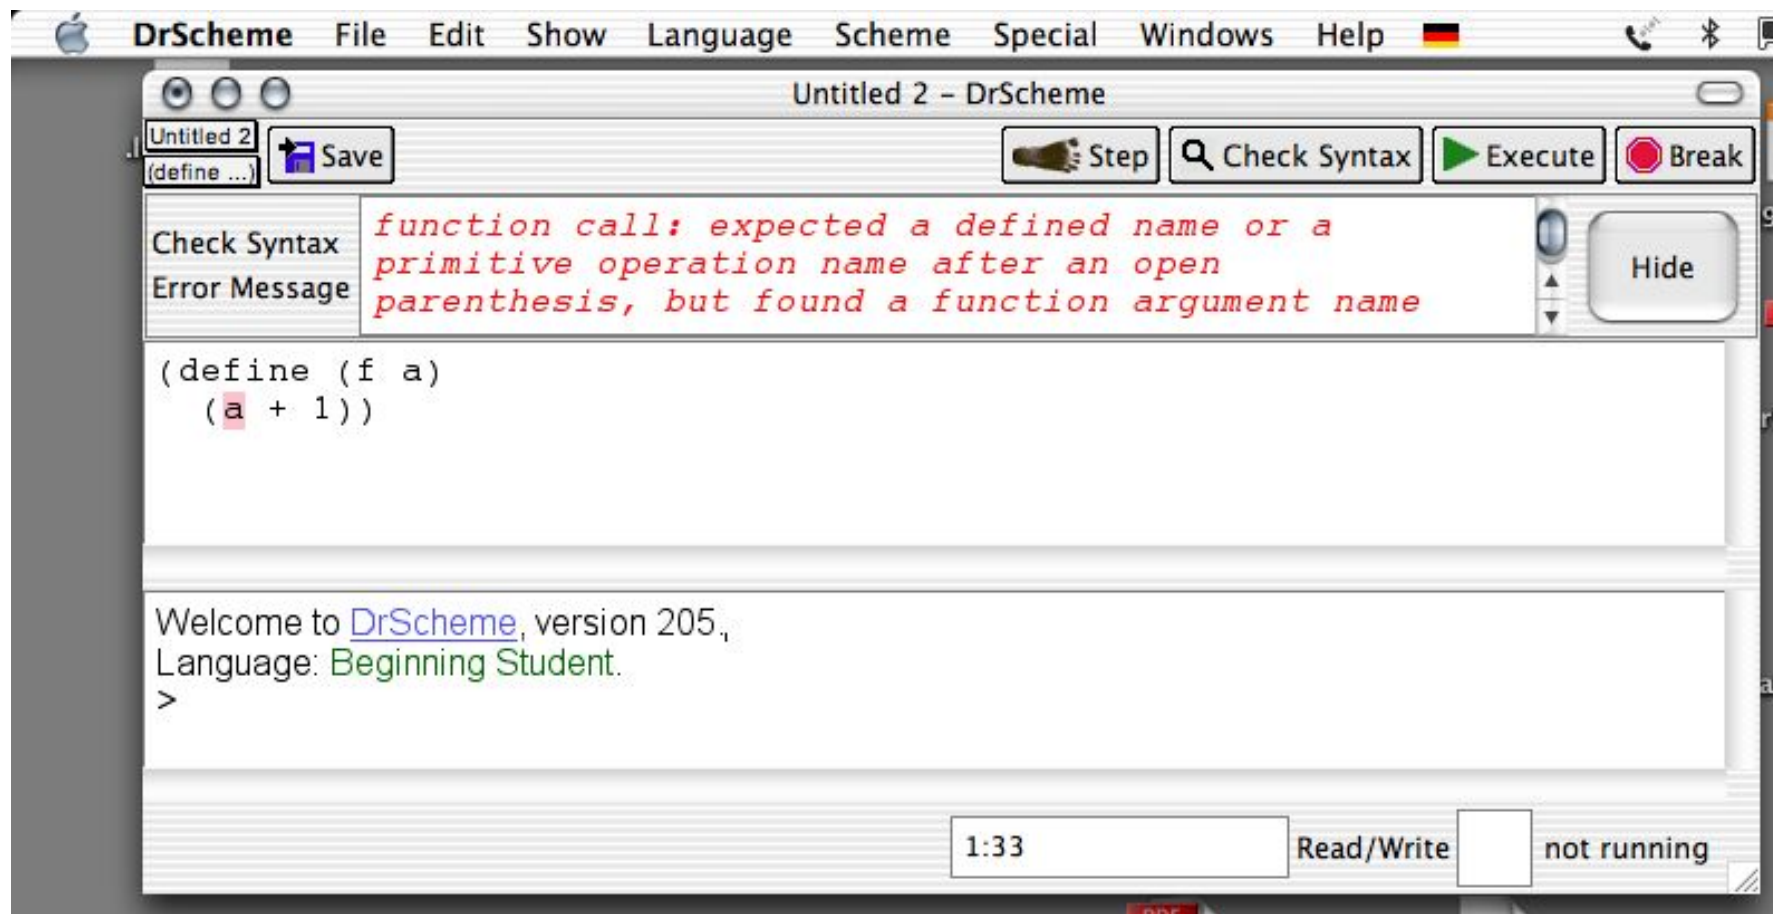 DrScheme File Edit Show Language Scheme Special Windows Help
Untitled 2 – DrScheme
Untitled 2
(define ...)
Save
Step
Check Syntax
Execute
Break
Check Syntax
Error Message
function call: expected a defined name or a
primitive operation name after an open
parenthesis, but found a function argument name
Hide
(define (f a)
  (a + 1))
Welcome to DrScheme, version 205.
Language: Beginning Student.
>
1:33
Read/Write
not running